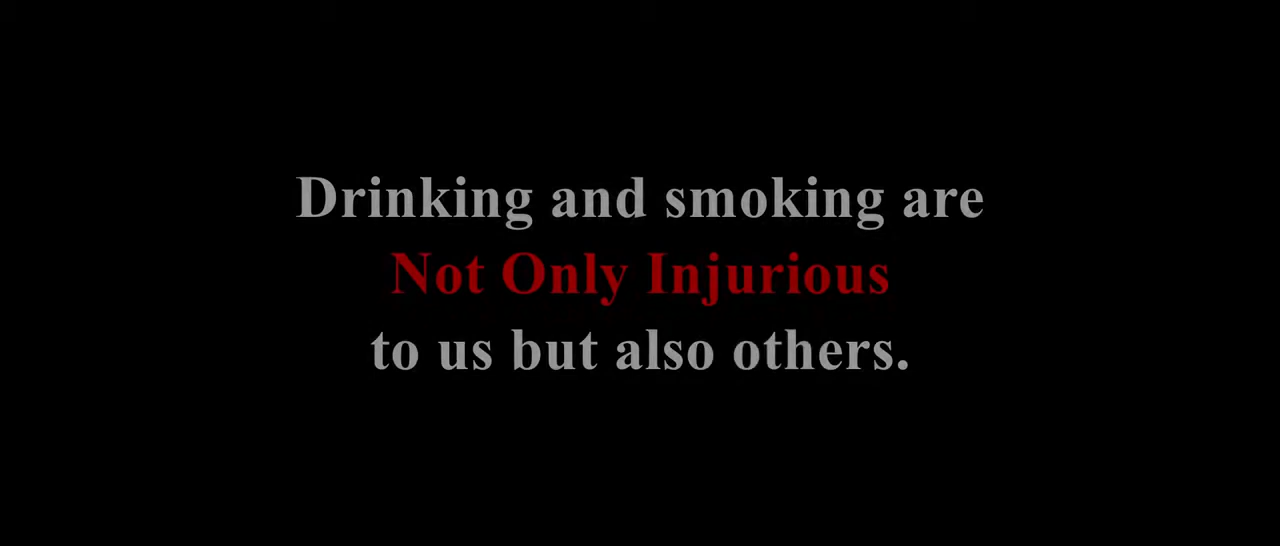 Drinking and smoking are
Not Only Injurious
to us but also others.